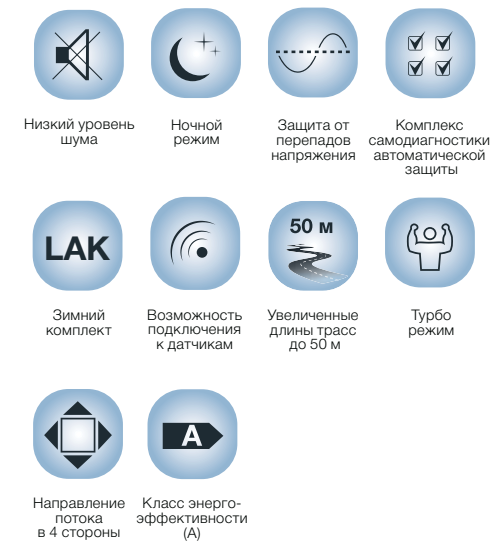 Низкий уровень
шума
Ночной
режим
Защита от
перепадов
напряжения
Комплекс
самодиагностики
автоматической
защиты
LAK
Зимний
комплект
Возможность
подключения
к датчикам
50 м
Увеличенные
длины трасс
до 50 м
Турбо
режим
Направление
потока
в 4 стороны
A
Класс энерго-
эффективности
(А)